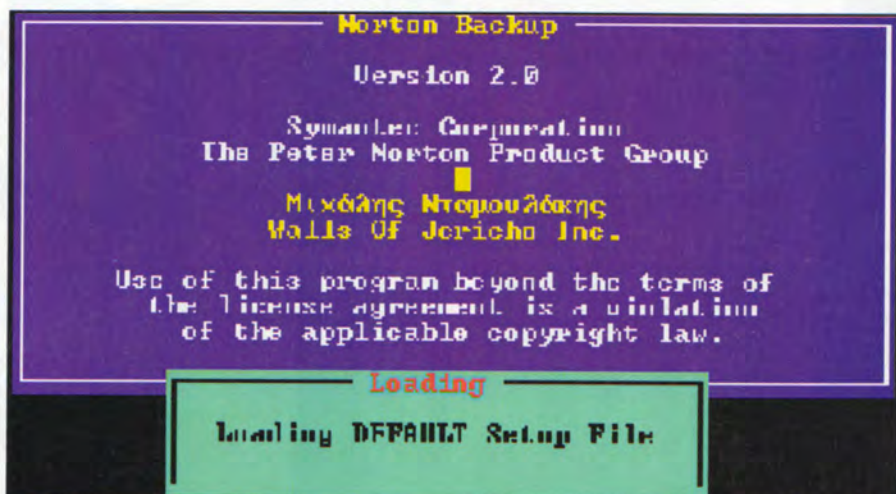 Norton Backup
Version 2.0
Symantec Corporation
The Peter Norton Product Group
Μιχάλης Νταμουλάκης
Walls Of Jericho Inc.
Use of this program beyond the terms of
the license agreement is a violation
of the applicable copyright law.
Loading
Loading DEFAULT Setup File